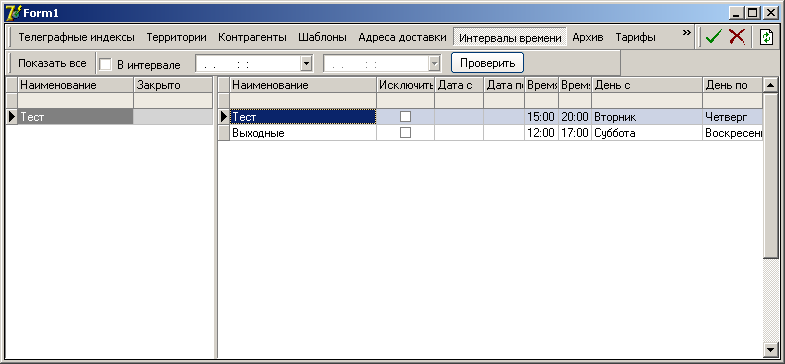 Form1
Телеграфные индексы Территории Контрагенты Шаблоны Адреса доставки Интервалы времени Архив Тарифы »
Показать все В интервале . . : : . . : : Проверить
Наименование Закрыто Наименование Исключить Дата с Дата по Время Время День с День по
Тест Тест 15:00 20:00 Вторник Четверг
Выходные 12:00 17:00 Суббота Воскресень